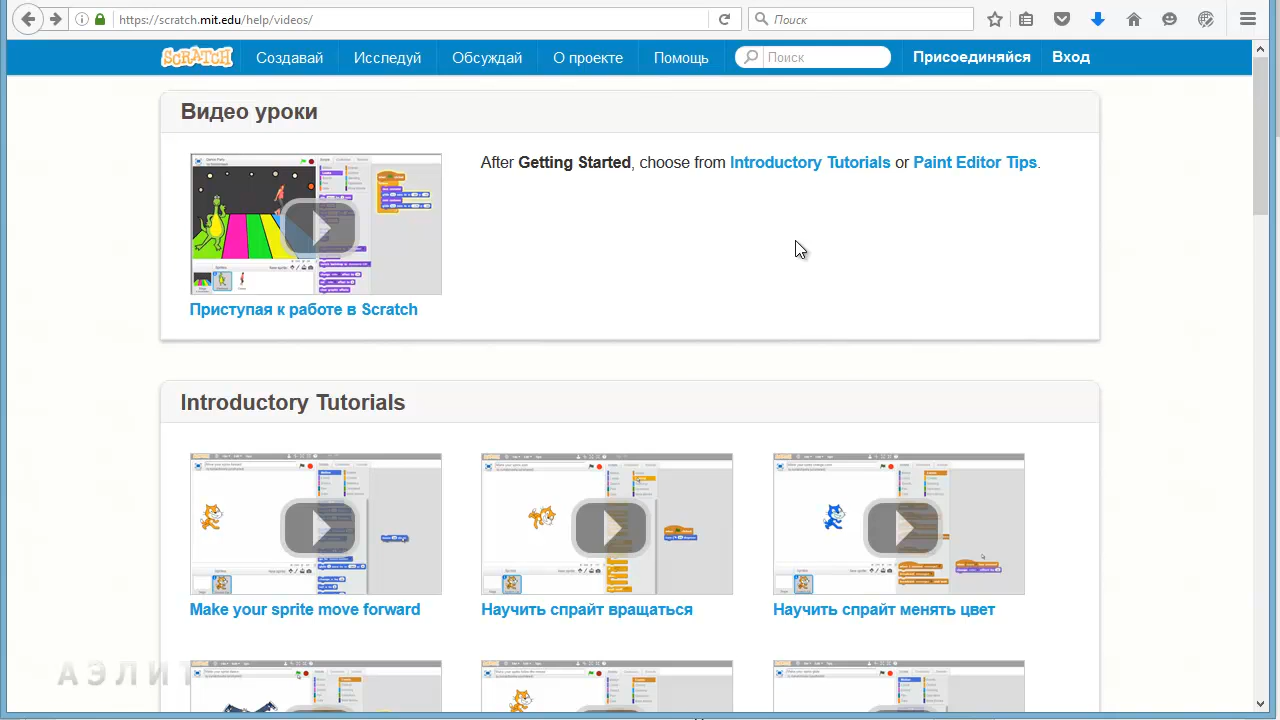 https://scratch.mit.edu/help/videos/
Поиск
SCRATCH
Создавай
Исследуй
Обсуждай
О проекте
Помощь
Поиск
Присоединяйся
Вход
Видео уроки
After Getting Started, choose from Introductory Tutorials or Paint Editor Tips.
Приступая к работе в Scratch
Introductory Tutorials
Make your sprite move forward
Научить спрайт вращаться
Научить спрайт менять цвет
АЭЛИТ